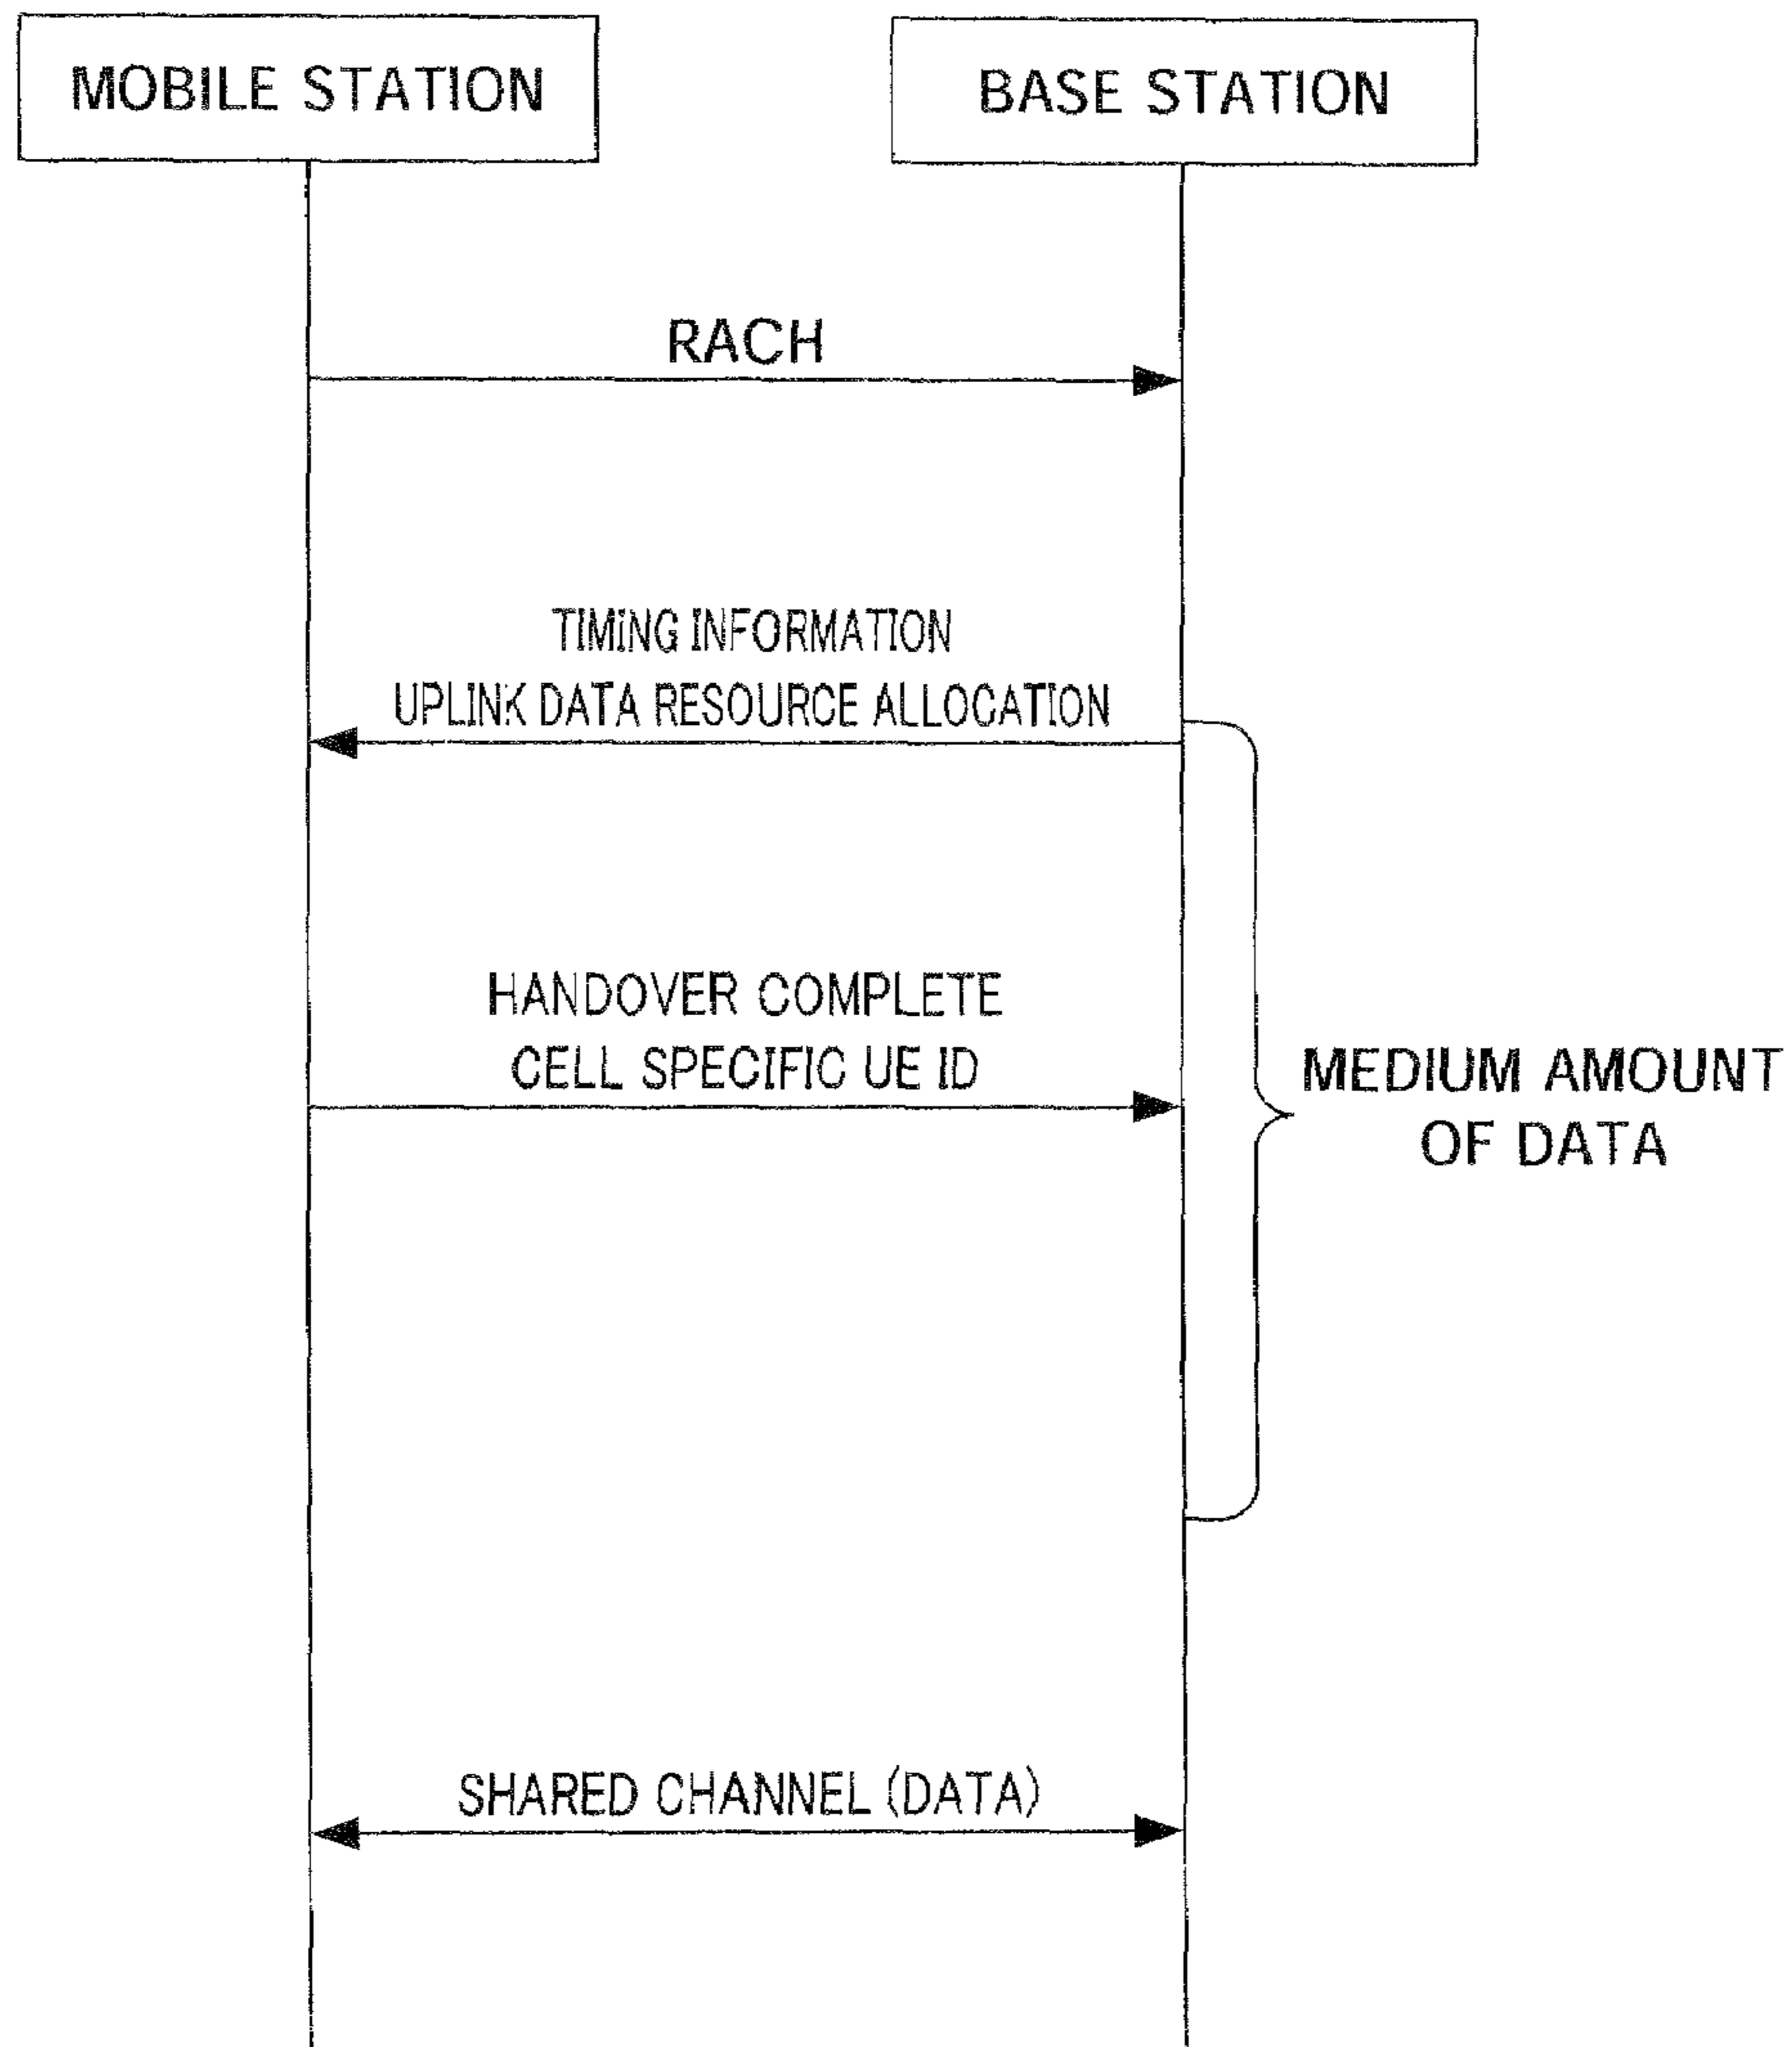 MOBILE STATION
BASE STATION
RACH
TIMING INFORMATION
UPLINK DATA RESOURCE ALLOCATION
HANDOVER COMPLETE
CELL SPECIFIC UE ID
MEDIUM AMOUNT
OF DATA
SHARED CHANNEL (DATA)